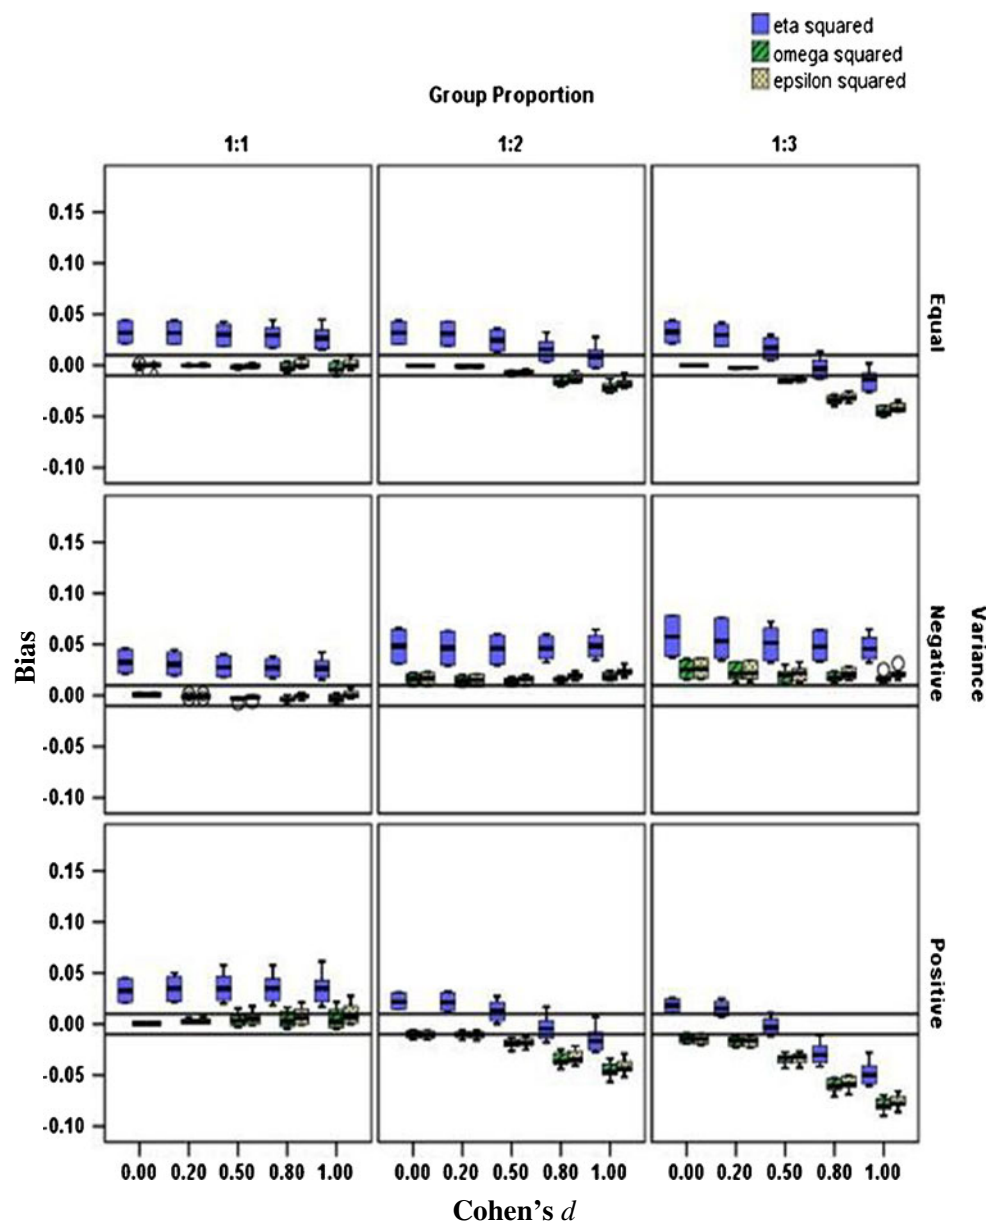 eta squared
omega squared
epsilon squared
Group Proportion
1:1 1:2 1:3
0.15
0.10
0.05
0.00
-0.05
-0.10
Equal
0.15
0.10
0.05
0.00
-0.05
-0.10
Negative
Variance
Bias
0.15
0.10
0.05
0.00
-0.05
-0.10
Positive
0.00 0.20 0.50 0.80 1.00 0.00 0.20 0.50 0.80 1.00 0.00 0.20 0.50 0.80 1.00
Cohen's d